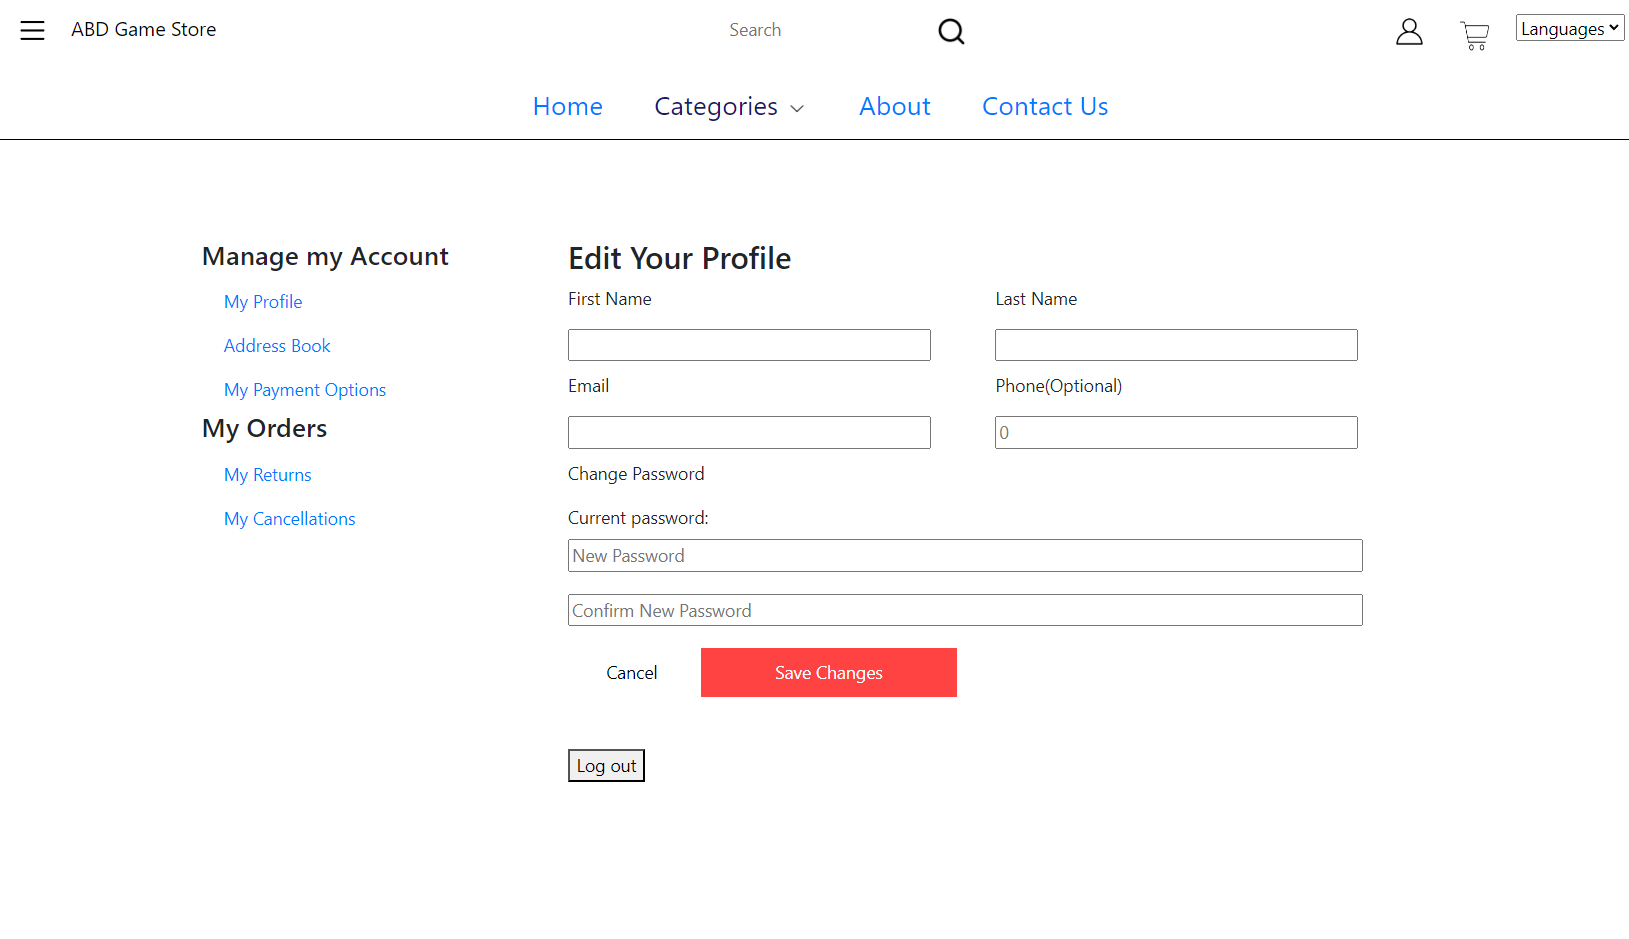 ABD Game Store Search Languages
Home Categories About Contact Us
Manage my Account
My Profile
Address Book
My Payment Options
My Orders
My Returns
My Cancellations
Edit Your Profile
First Name Last Name
Email Phone(Optional)
0
Change Password
Current password:
New Password
Confirm New Password
Cancel Save Changes
Log out